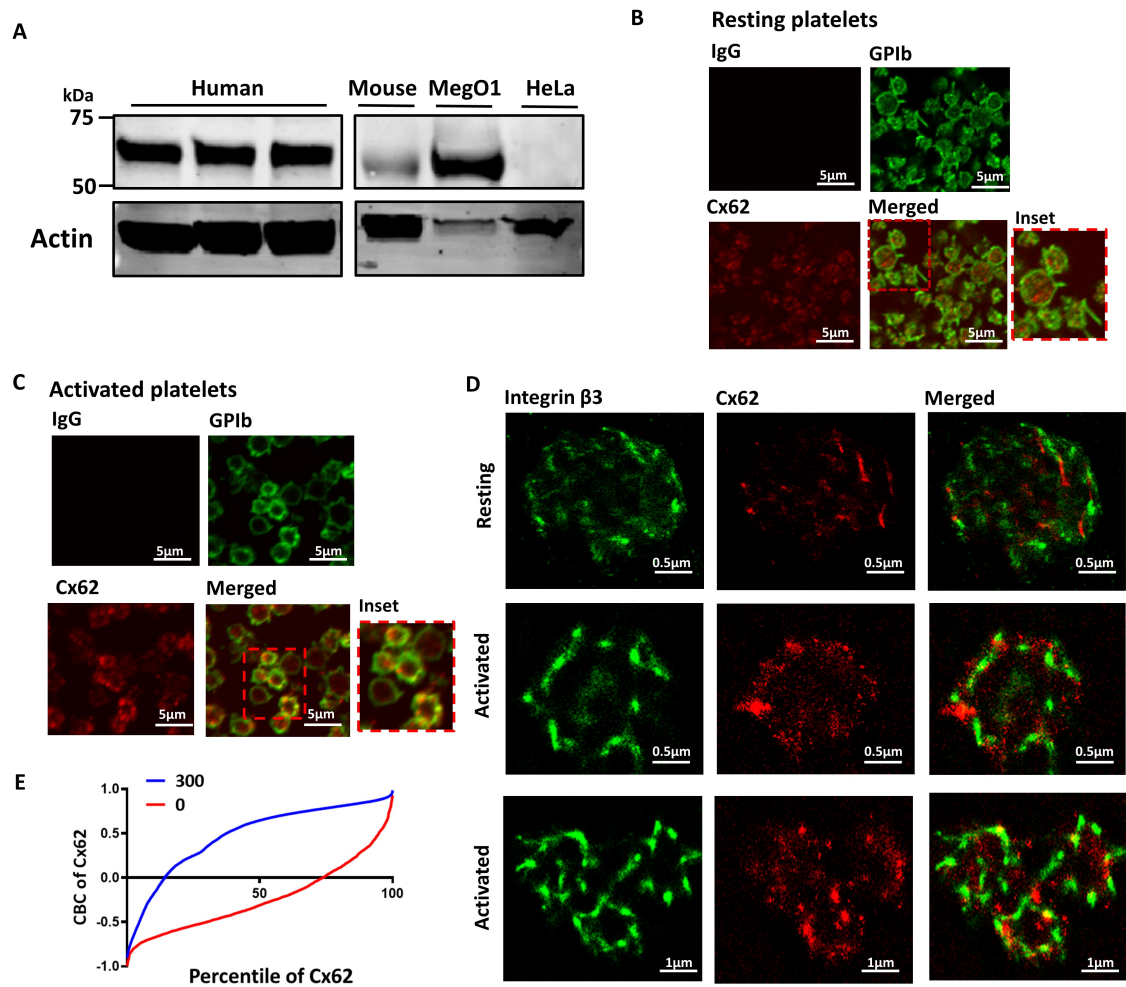 A
kDa
Human
Mouse MegO1 HeLa
75
50
Actin
B
Resting platelets
IgG
GPIb
5µm
5µm
Cx62
Merged
Inset
5µm
5µm
C
Activated platelets
IgG
GPIb
5µm
5µm
Cx62
Merged
Inset
5µm
5µm
D
Integrin β3
Cx62
Merged
Resting
0.5µm
0.5µm
0.5µm
Activated
0.5µm
0.5µm
0.5µm
Activated
1µm
1µm
1µm
E
300
0
1.0
0.5
0.0
-0.5
-1.0
50
100
CBC of Cx62
Percentile of Cx62